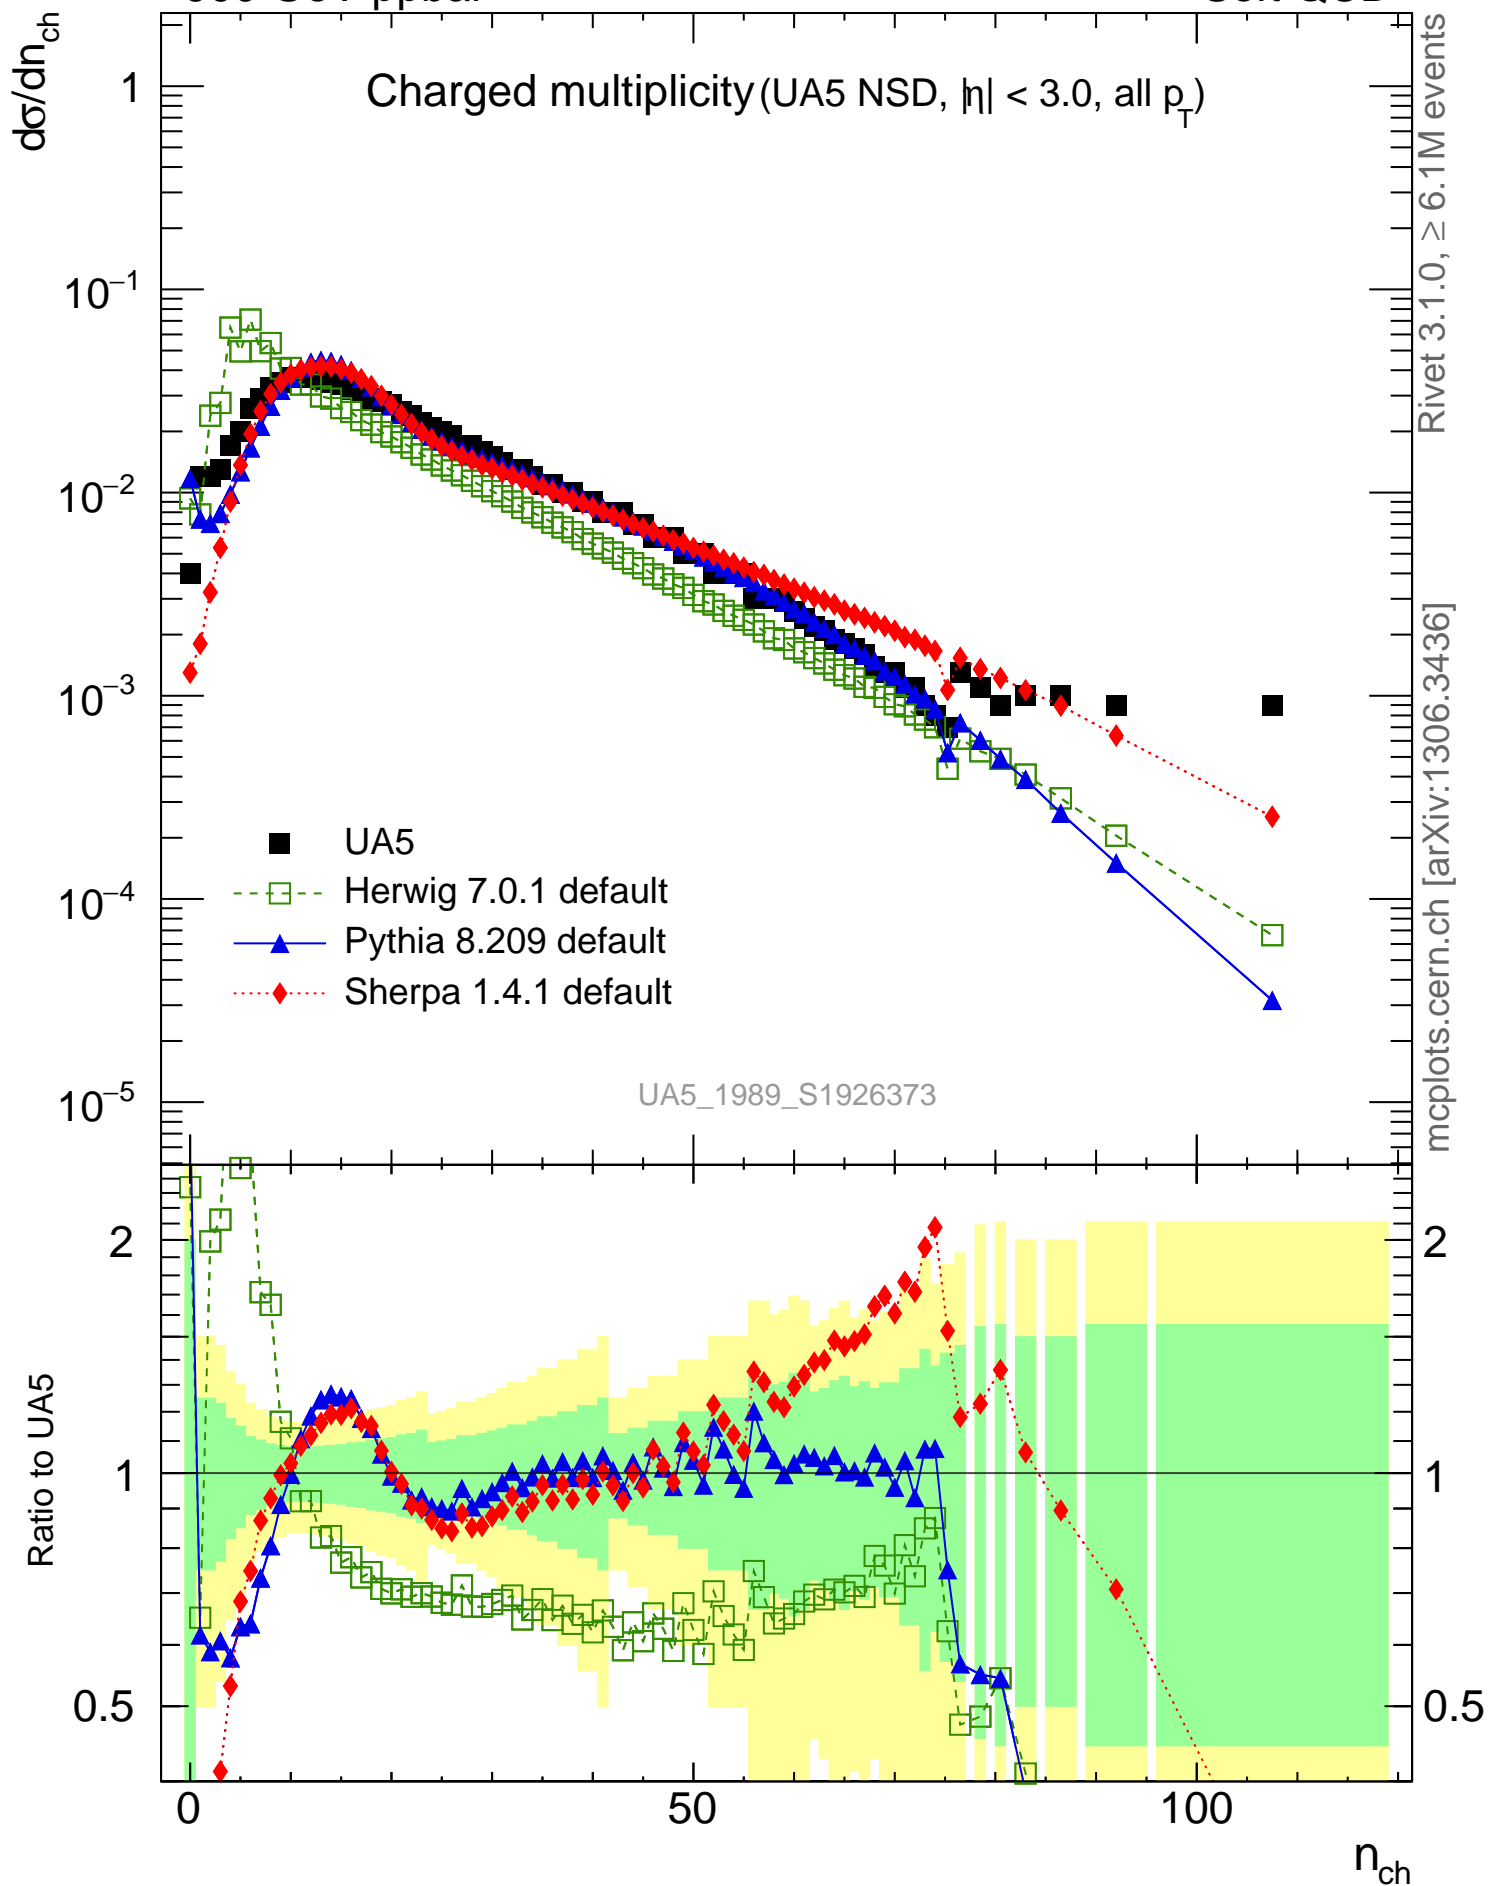 dσ/dn_ch
Charged multiplicity (UA5 NSD, |η| < 3.0, all p_T)
1
10⁻¹
10⁻²
10⁻³
10⁻⁴
10⁻⁵
UA5
Herwig 7.0.1 default
Pythia 8.209 default
Sherpa 1.4.1 default
UA5_1989_S1926373
Rivet 3.1.0, ≥ 6.1M events
mcplots.cern.ch [arXiv:1306.3436]
Ratio to UA5
2
1
0.5
2
1
0.5
0
50
100
n_ch